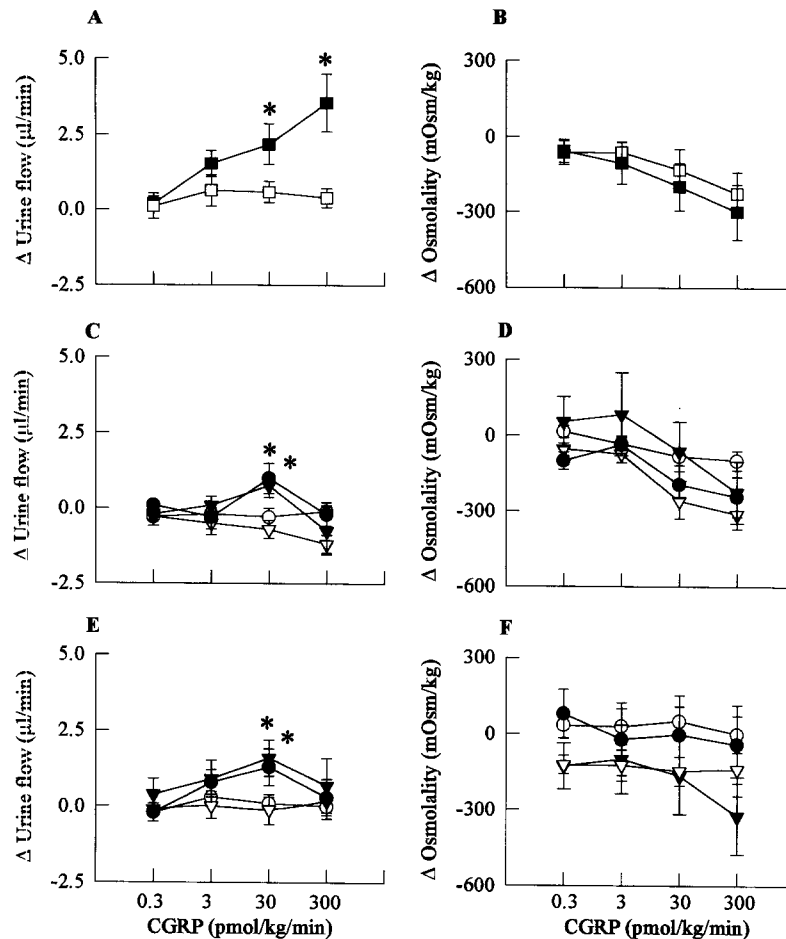 A
5.0
2.5
0.0
-2.5
Δ Urine flow (µl/min)
*
*
B
300
0
-300
-600
Δ Osmolality (mOsm/kg)
C
5.0
2.5
0.0
-2.5
Δ Urine flow (µl/min)
*
*
D
300
0
-300
-600
Δ Osmolality (mOsm/kg)
E
5.0
2.5
0.0
-2.5
Δ Urine flow (µl/min)
*
*
0.3 3 30 300
CGRP (pmol/kg/min)
F
300
0
-300
-600
Δ Osmolality (mOsm/kg)
0.3 3 30 300
CGRP (pmol/kg/min)